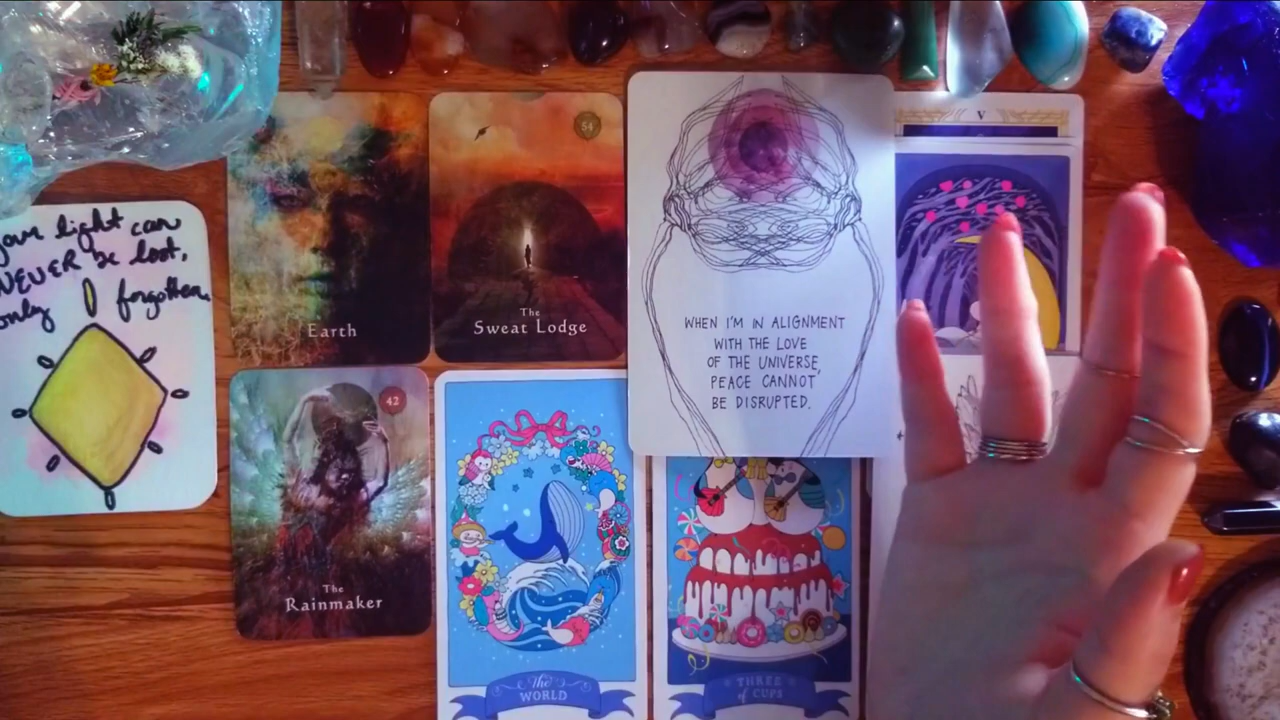 your light can
NEVER be lost,
only forgotten.
Earth
54
The
Sweat Lodge
WHEN I'M IN ALIGNMENT
WITH THE LOVE
OF THE UNIVERSE,
PEACE CANNOT
BE DISRUPTED.
V
42
The
Rainmaker
The
WORLD
THREE
of CUPS